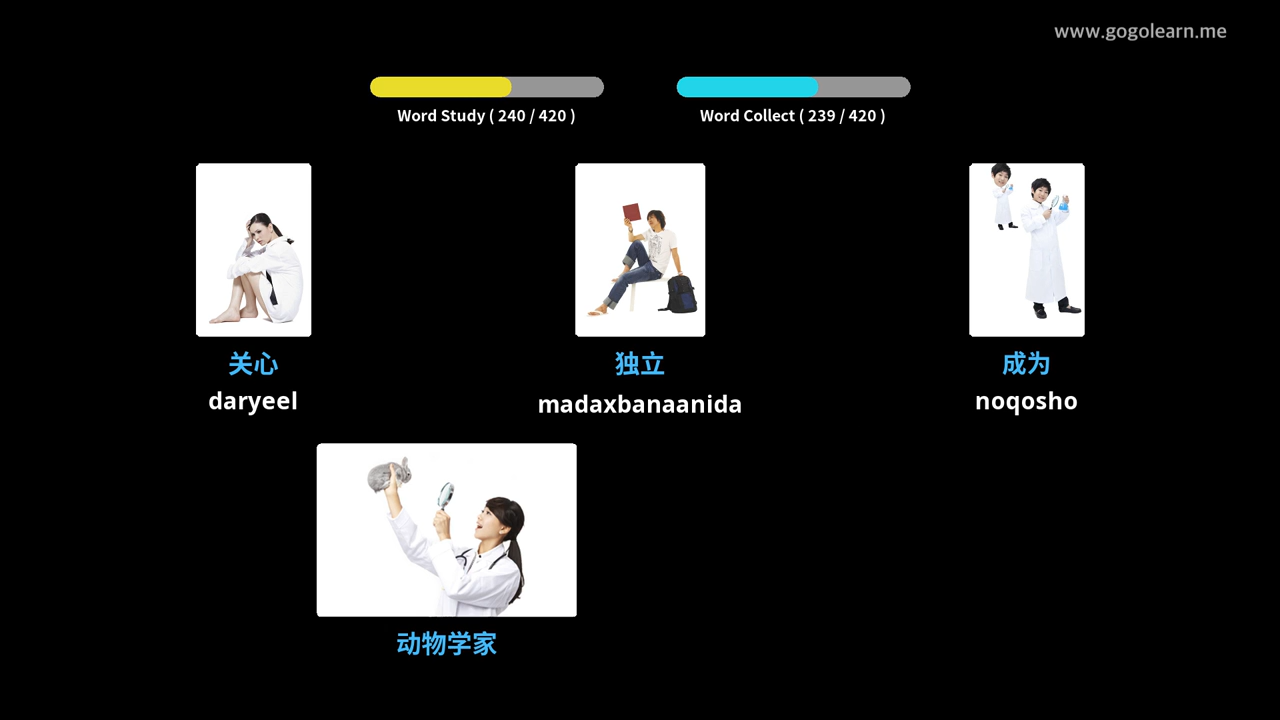 www.gogolearn.me
Word Study ( 240 / 420 )
Word Collect ( 239 / 420 )
关心
daryeel
独立
madaxbanaanida
成为
noqosho
动物学家